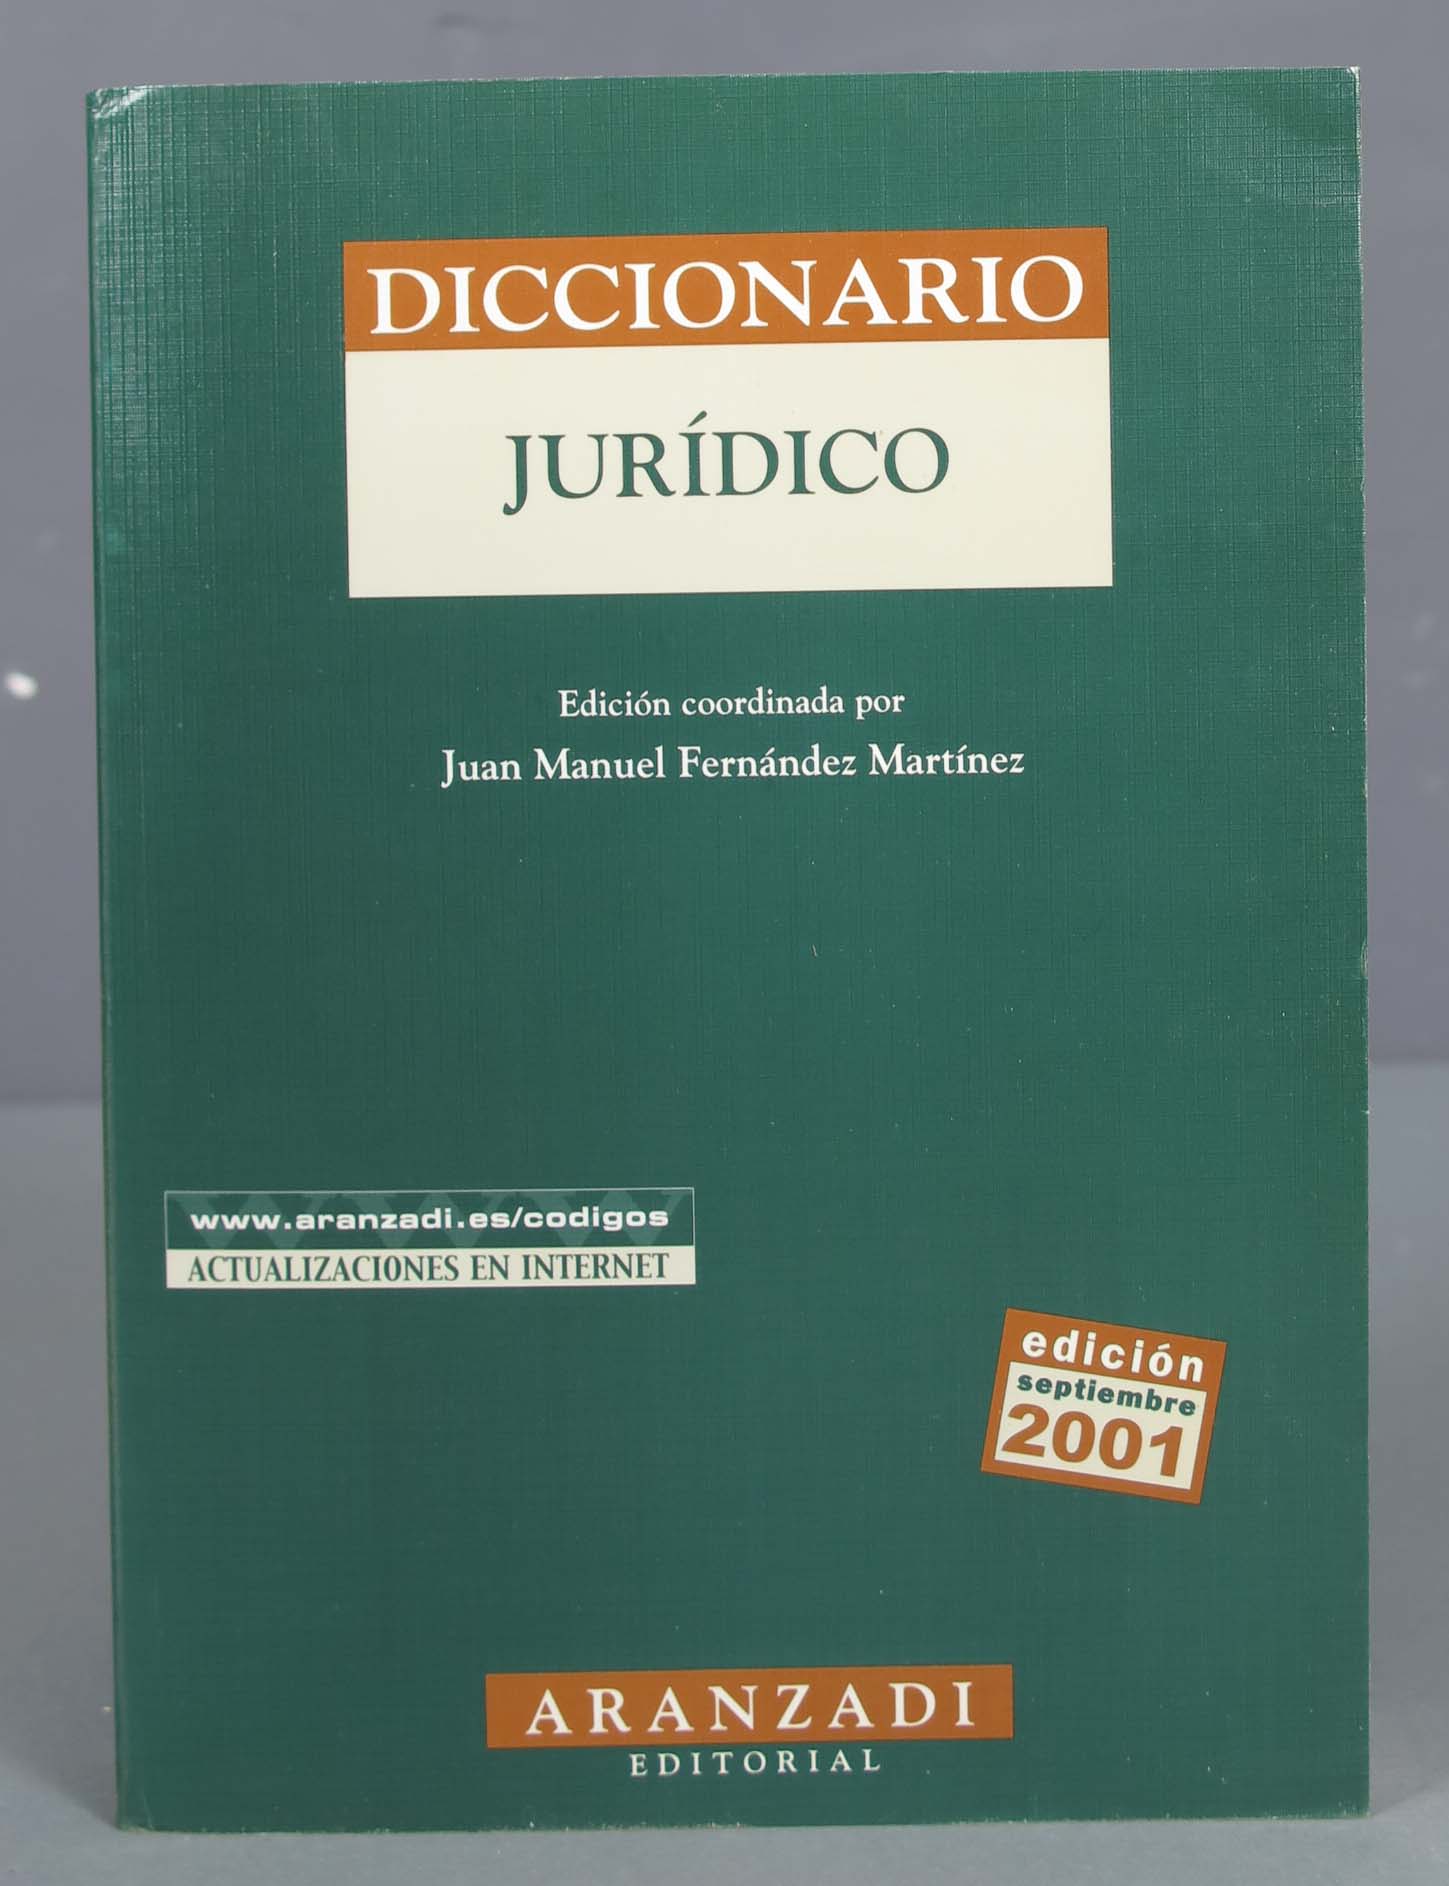 DICCIONARIO
JURÍDICO
Edición coordinada por
Juan Manuel Fernández Martínez
www.aranzadi.es/codigos
ACTUALIZACIONES EN INTERNET
edición
septiembre
2001
ARANZADI
EDITORIAL